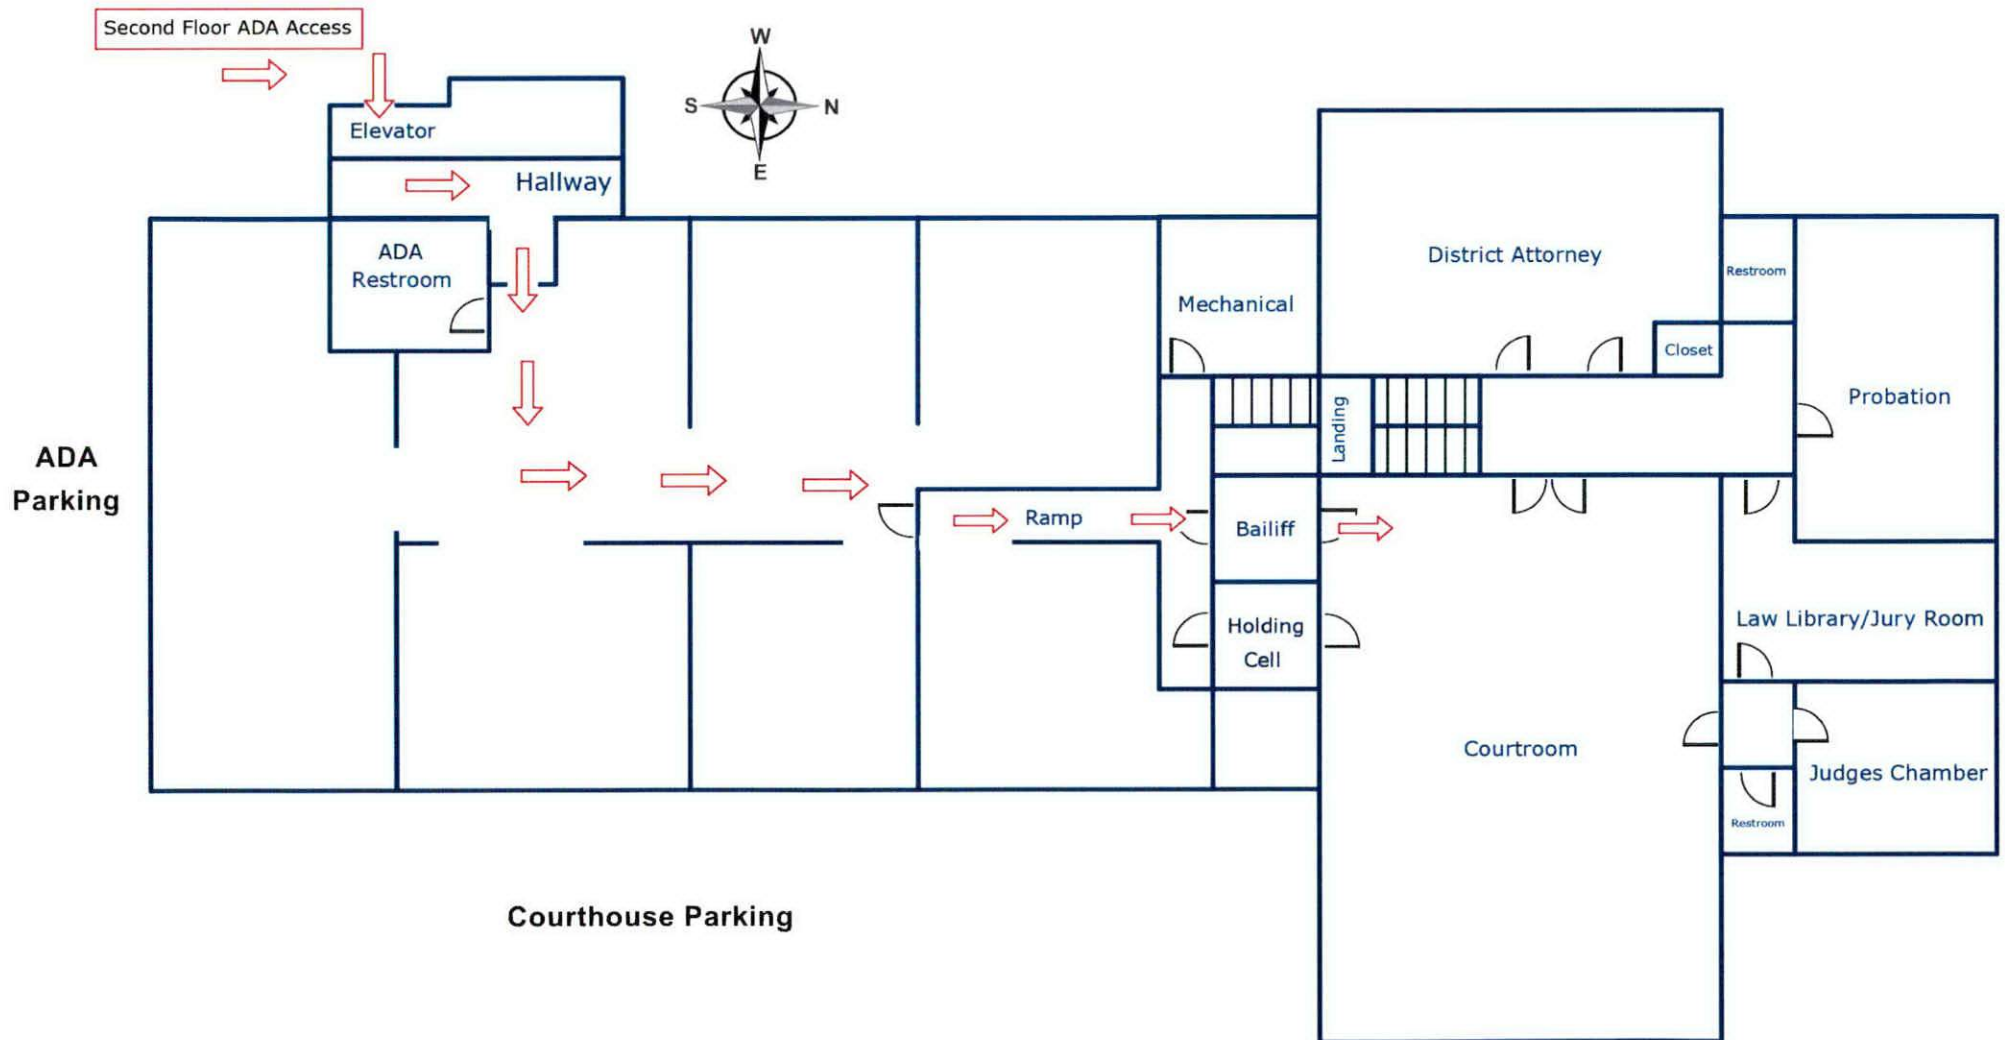 Second Floor ADA Access
W
S
N
E
Elevator
Hallway
ADA
Restroom
District Attorney
Restroom
Mechanical
Closet
Probation
Landing
ADA
Parking
Ramp
Bailiff
Holding
Cell
Law Library/Jury Room
Courtroom
Judges Chamber
Restroom
Courthouse Parking